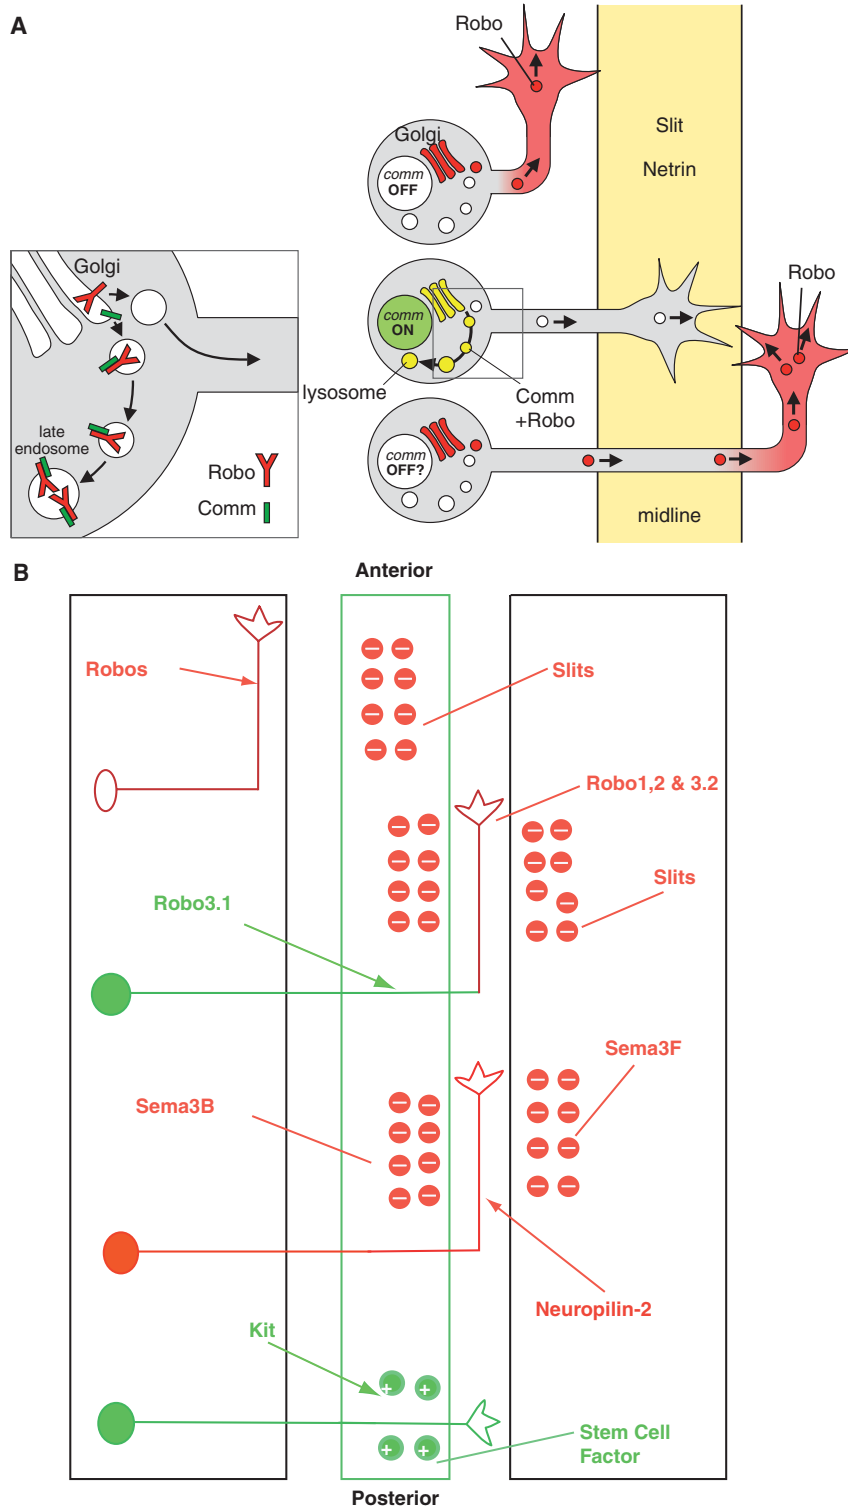 A
Robo
Golgi
comm
OFF
Slit
Netrin
Golgi
late
endosome
Robo
Comm
comm
ON
lysosome
Comm
+Robo
Robo
comm
OFF?
midline
B
Anterior
Robos
Slits
Robo1,2 & 3.2
Robo3.1
Slits
Sema3F
Sema3B
Neuropilin-2
Kit
Stem Cell
Factor
Posterior